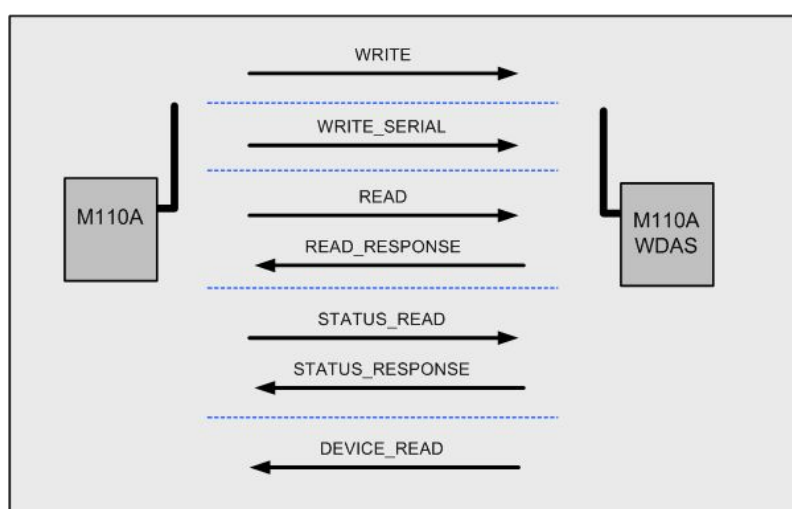 WRITE
WRITE_SERIAL
M110A
READ
M110A
WDAS
READ_RESPONSE
STATUS_READ
STATUS_RESPONSE
DEVICE_READ